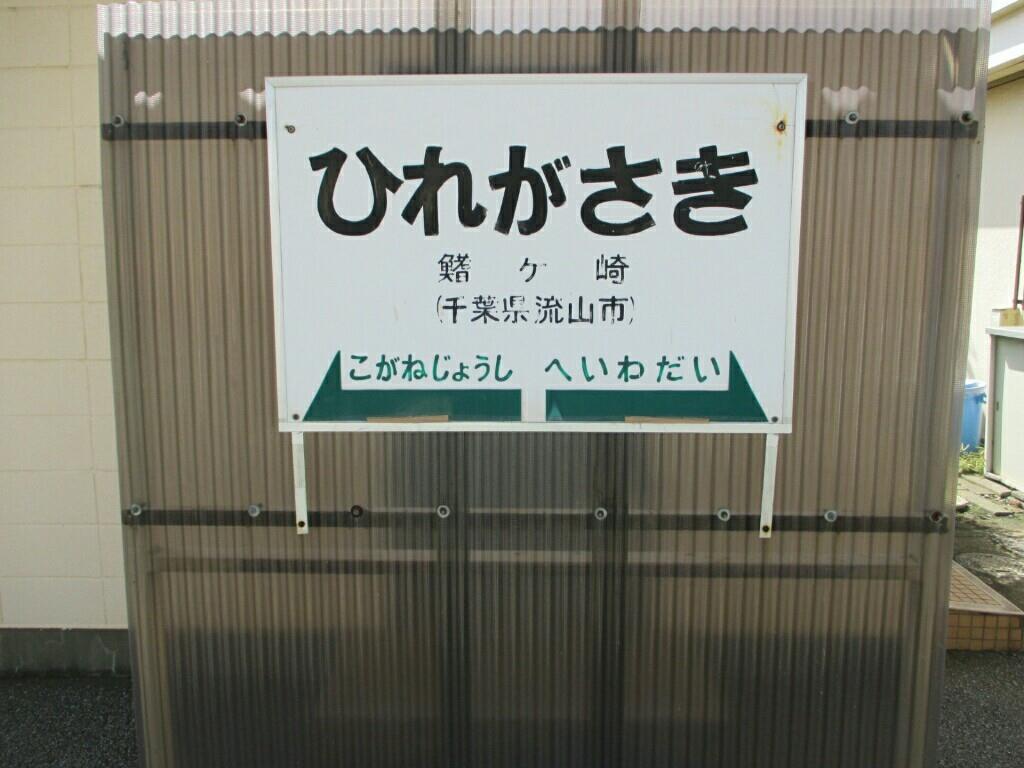 ひれがさき
鰭ヶ崎
(千葉県流山市)
こがねじょうし へいわだい